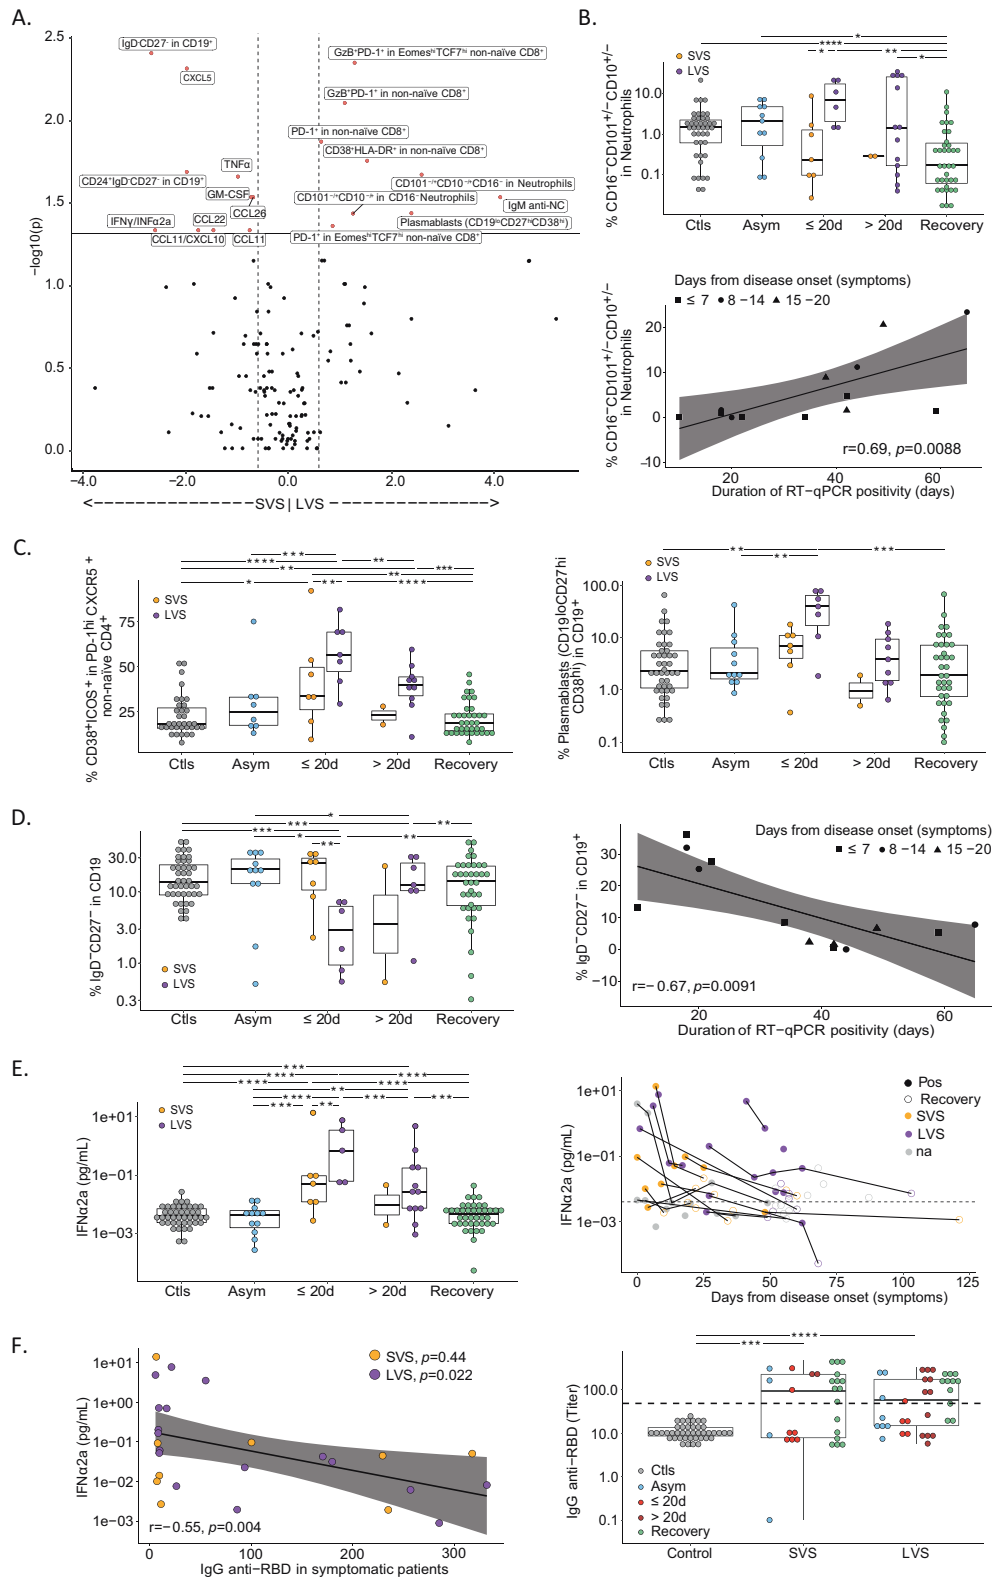 A.
2.5
2.0
1.5
1.0
0.5
0.0
−log10(p)
−4.0
−2.0
0.0
2.0
4.0
SVS | LVS
IgD⁻CD27⁻ in CD19⁺
CXCL5
GzB⁺PD-1⁺ in Eomesʰⁱ TCF7ʰⁱ non-naïve CD8⁺
GzB⁺PD-1⁺ in non-naïve CD8⁺
PD-1⁺ in non-naïve CD8⁺
CD38⁺HLA-DR⁺ in non-naïve CD8⁺
TNFα
CD24⁺IgD⁻CD27⁻ in CD19⁺
GM-CSF
CD101⁻/⁺CD10⁻/⁺CD16⁻ in Neutrophils
CD101⁻/⁺CD10⁻/⁺ in CD16⁻Neutrophils
IgM anti-NC
CCL26
IFNγ/INFα2a
CCL22
Plasmablasts (CD19ˡᵒCD27ʰⁱCD38ʰⁱ)
CCL11/CXCL10
CCL11
PD-1⁺ in Eomesʰⁱ TCF7ʰⁱ non-naïve CD8⁺
B.
SVS
LVS
*
****
* **
*
% CD16⁻CD101⁺/⁻CD10⁺/⁻
in Neutrophils
10.0
1.0
0.1
Ctls Asym ≤ 20d > 20d Recovery
Days from disease onset (symptoms)
≤ 7 8 −14 15 −20
% CD16⁻CD101⁺/⁻CD10⁺/⁻
in Neutrophils
20
10
0
−10
r=0.69, p=0.0088
20 40 60
Duration of RT−qPCR positivity (days)
C.
***
**** **
** ***
**
* ** ****
SVS
LVS
% CD38⁺ICOS⁺ in PD-1ʰⁱ CXCR5 +
non-naïve CD4⁺
75
50
25
Ctls Asym ≤ 20d > 20d Recovery
** ***
**
SVS
LVS
% Plasmablasts (CD19loCD27hi
CD38hi) in CD19⁺
100.0
10.0
1.0
0.1
Ctls Asym ≤ 20d > 20d Recovery
D.
*
*** **
***
* **
**
% IgD⁻CD27⁻ in CD19
30.0
10.0
3.0
1.0
0.3
SVS
LVS
Ctls Asym ≤ 20d > 20d Recovery
Days from disease onset (symptoms)
≤ 7 8 −14 15 −20
% IgD⁻CD27⁻ in CD19⁺
30
20
10
0
−10
r=−0.67, p=0.0091
20 40 60
Duration of RT−qPCR positivity (days)
E.
***
**** ****
**** ****
**
**** *** ***
*** **
SVS
LVS
IFNα2a (pg/mL)
1e+01
1e−01
1e−03
Ctls Asym ≤ 20d > 20d Recovery
Pos
Recovery
SVS
LVS
na
IFNα2a (pg/mL)
1e+01
1e−01
1e−03
0 25 50 75 100 125
Days from disease onset (symptoms)
F.
SVS, p=0.44
LVS, p=0.022
IFNα2a (pg/mL)
1e+01
1e+00
1e−01
1e−02
1e−03
r=−0.55, p=0.004
0 100 200 300
IgG anti−RBD in symptomatic patients
****
***
IgG anti−RBD (Titer)
100.0
10.0
1.0
0.1
Ctls
Asym
≤ 20d
> 20d
Recovery
Control SVS LVS